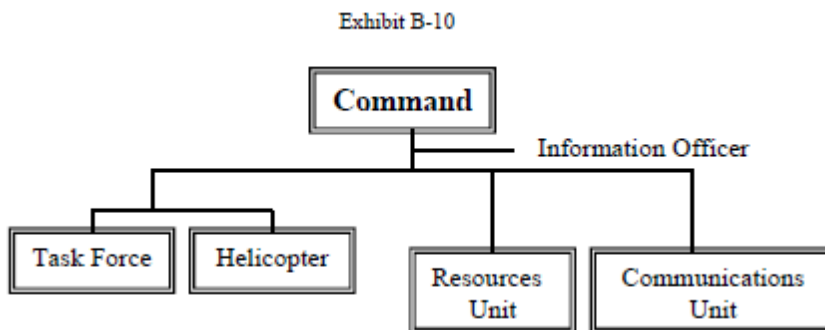 Exhibit B-10
Command
Information Officer
Task Force
Helicopter
Resources
Unit
Communications
Unit